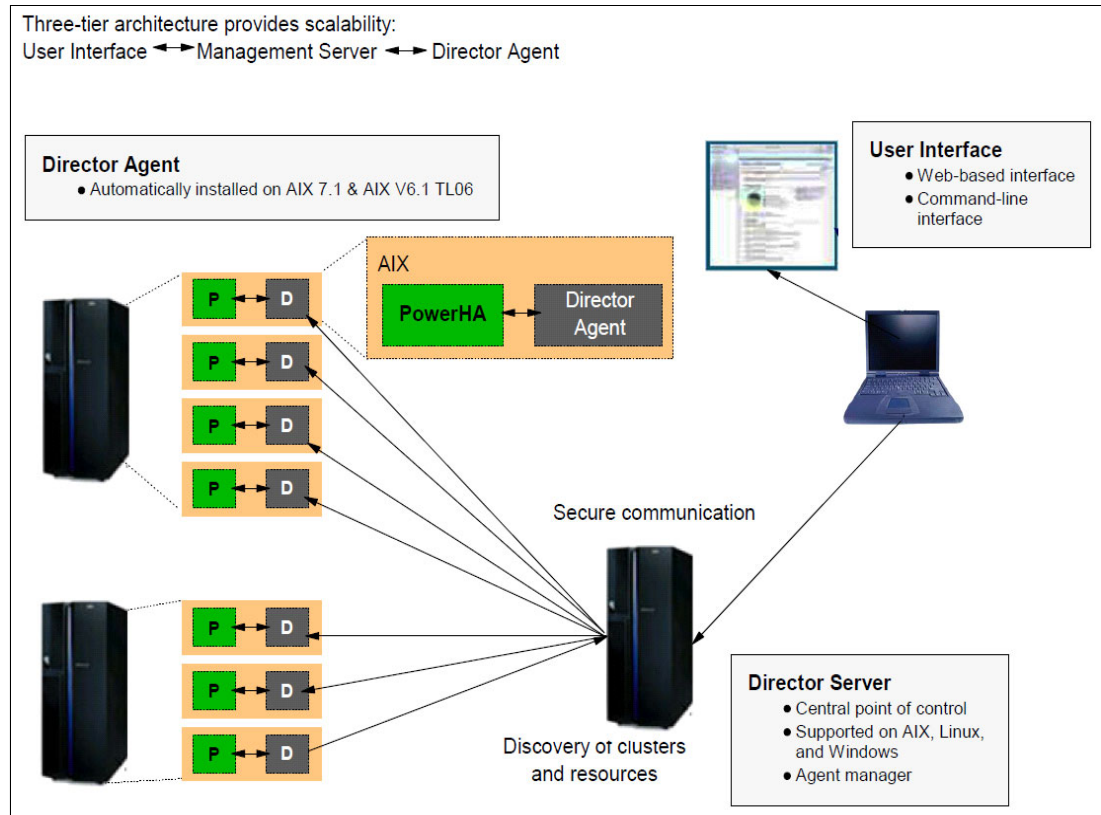 Three-tier architecture provides scalability:
User Interface Management Server Director Agent
Director Agent
• Automatically installed on AIX 7.1 & AIX V6.1 TL06
User Interface
• Web-based interface
• Command-line
interface
AIX
PowerHA
Director
Agent
P D
P D
P D
P D
Secure communication
P D
P D
P D
Discovery of clusters
and resources
Director Server
• Central point of control
• Supported on AIX, Linux,
and Windows
• Agent manager